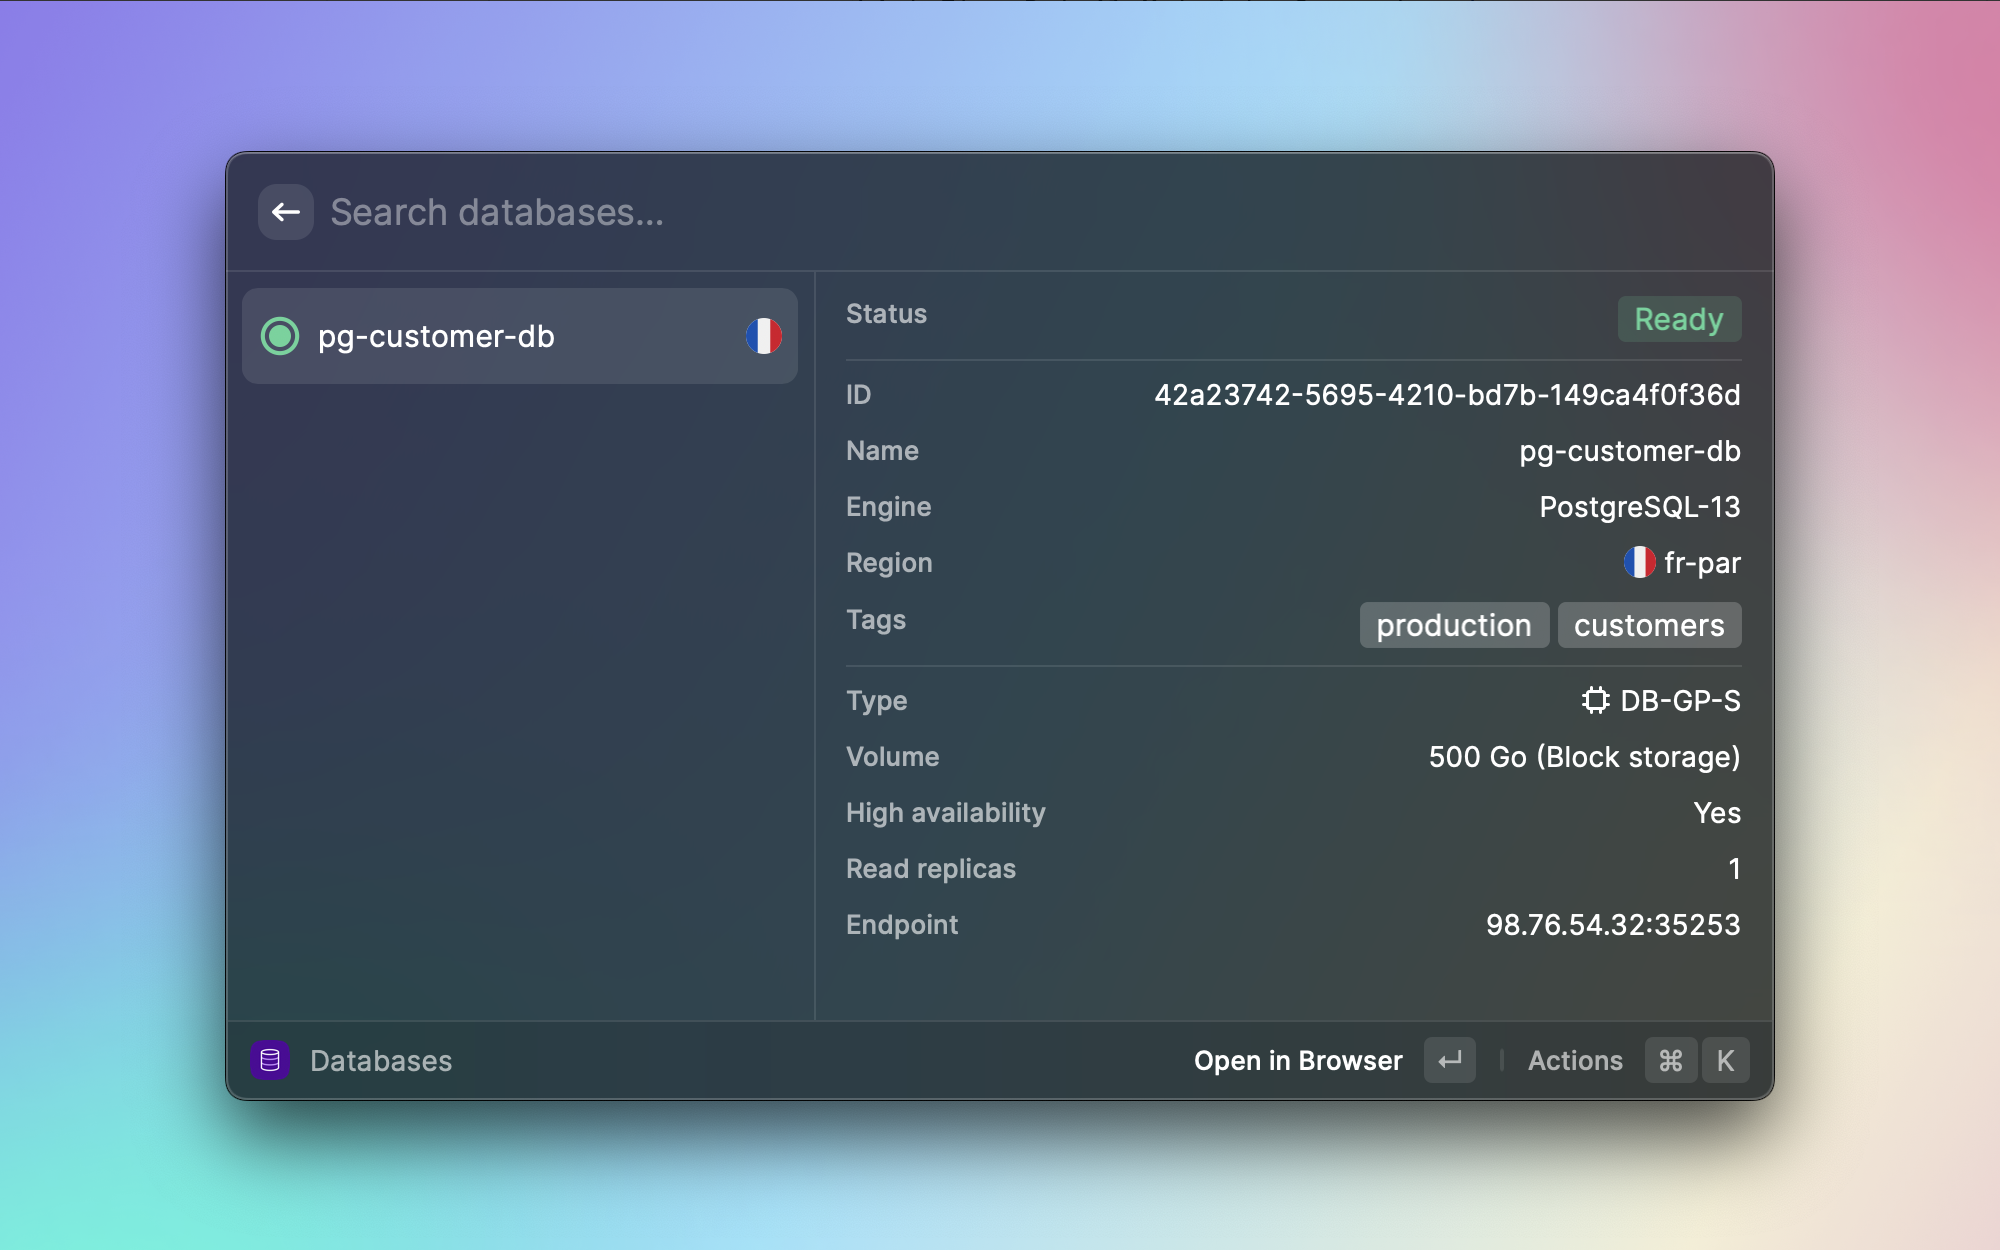 Search databases...
pg-customer-db
Status Ready
ID 42a23742-5695-4210-bd7b-149ca4f0f36d
Name pg-customer-db
Engine PostgreSQL-13
Region fr-par
Tags production customers
Type DB-GP-S
Volume 500 Go (Block storage)
High availability Yes
Read replicas 1
Endpoint 98.76.54.32:35253
Databases Open in Browser ↵ Actions ⌘ K